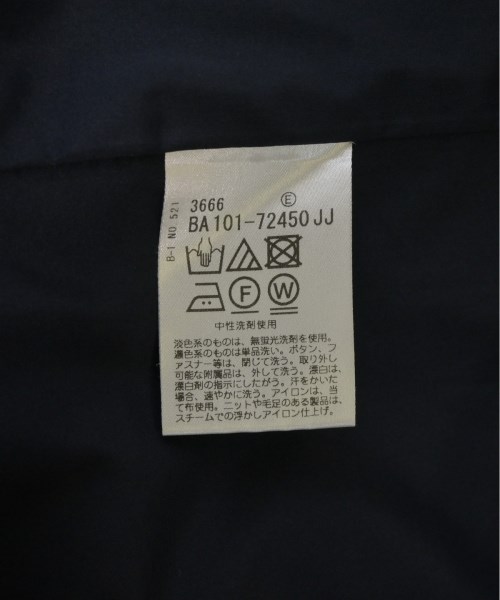 B-1 NO.521
3666 Ⓔ
BA101-72450JJ
F W
中性洗剤使用
淡色系のものは、無蛍光洗剤を使用。
濃色系のものは単品洗い。ボタン、フ
ァスナー等は、閉じて洗う。取り外し
可能な附属品は、外して洗う。漂白は、
漂白剤の指示にしたがう。汗をかいた
場合、速やかに洗う。アイロンは、当
て布使用。ニットや毛足のある製品は、
スチームでの浮かしアイロン仕上げ。